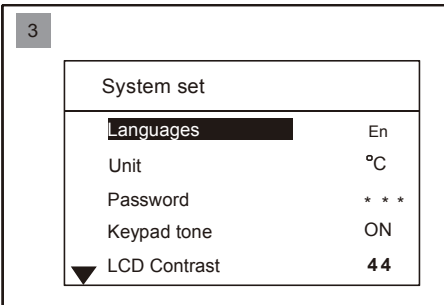 3
System set
Languages En
Unit °C
Password * * *
Keypad tone ON
LCD Contrast 44